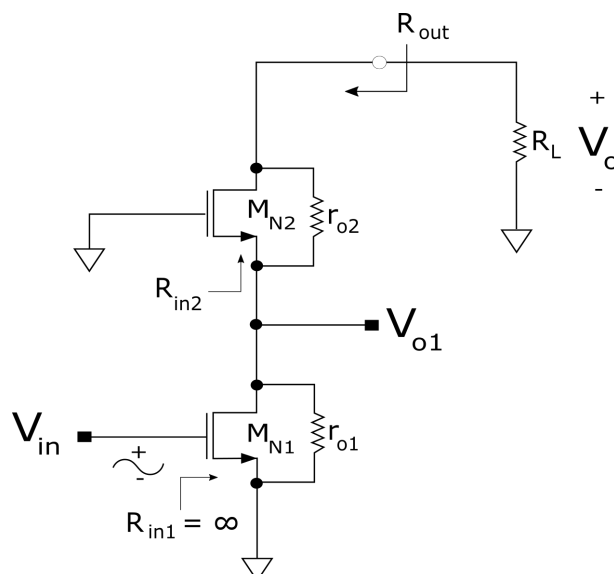 R_out
+
R_L
V_o
-
M_N2
r_o2
R_in2
V_o1
V_in
+
-
M_N1
r_o1
R_in1 = ∞